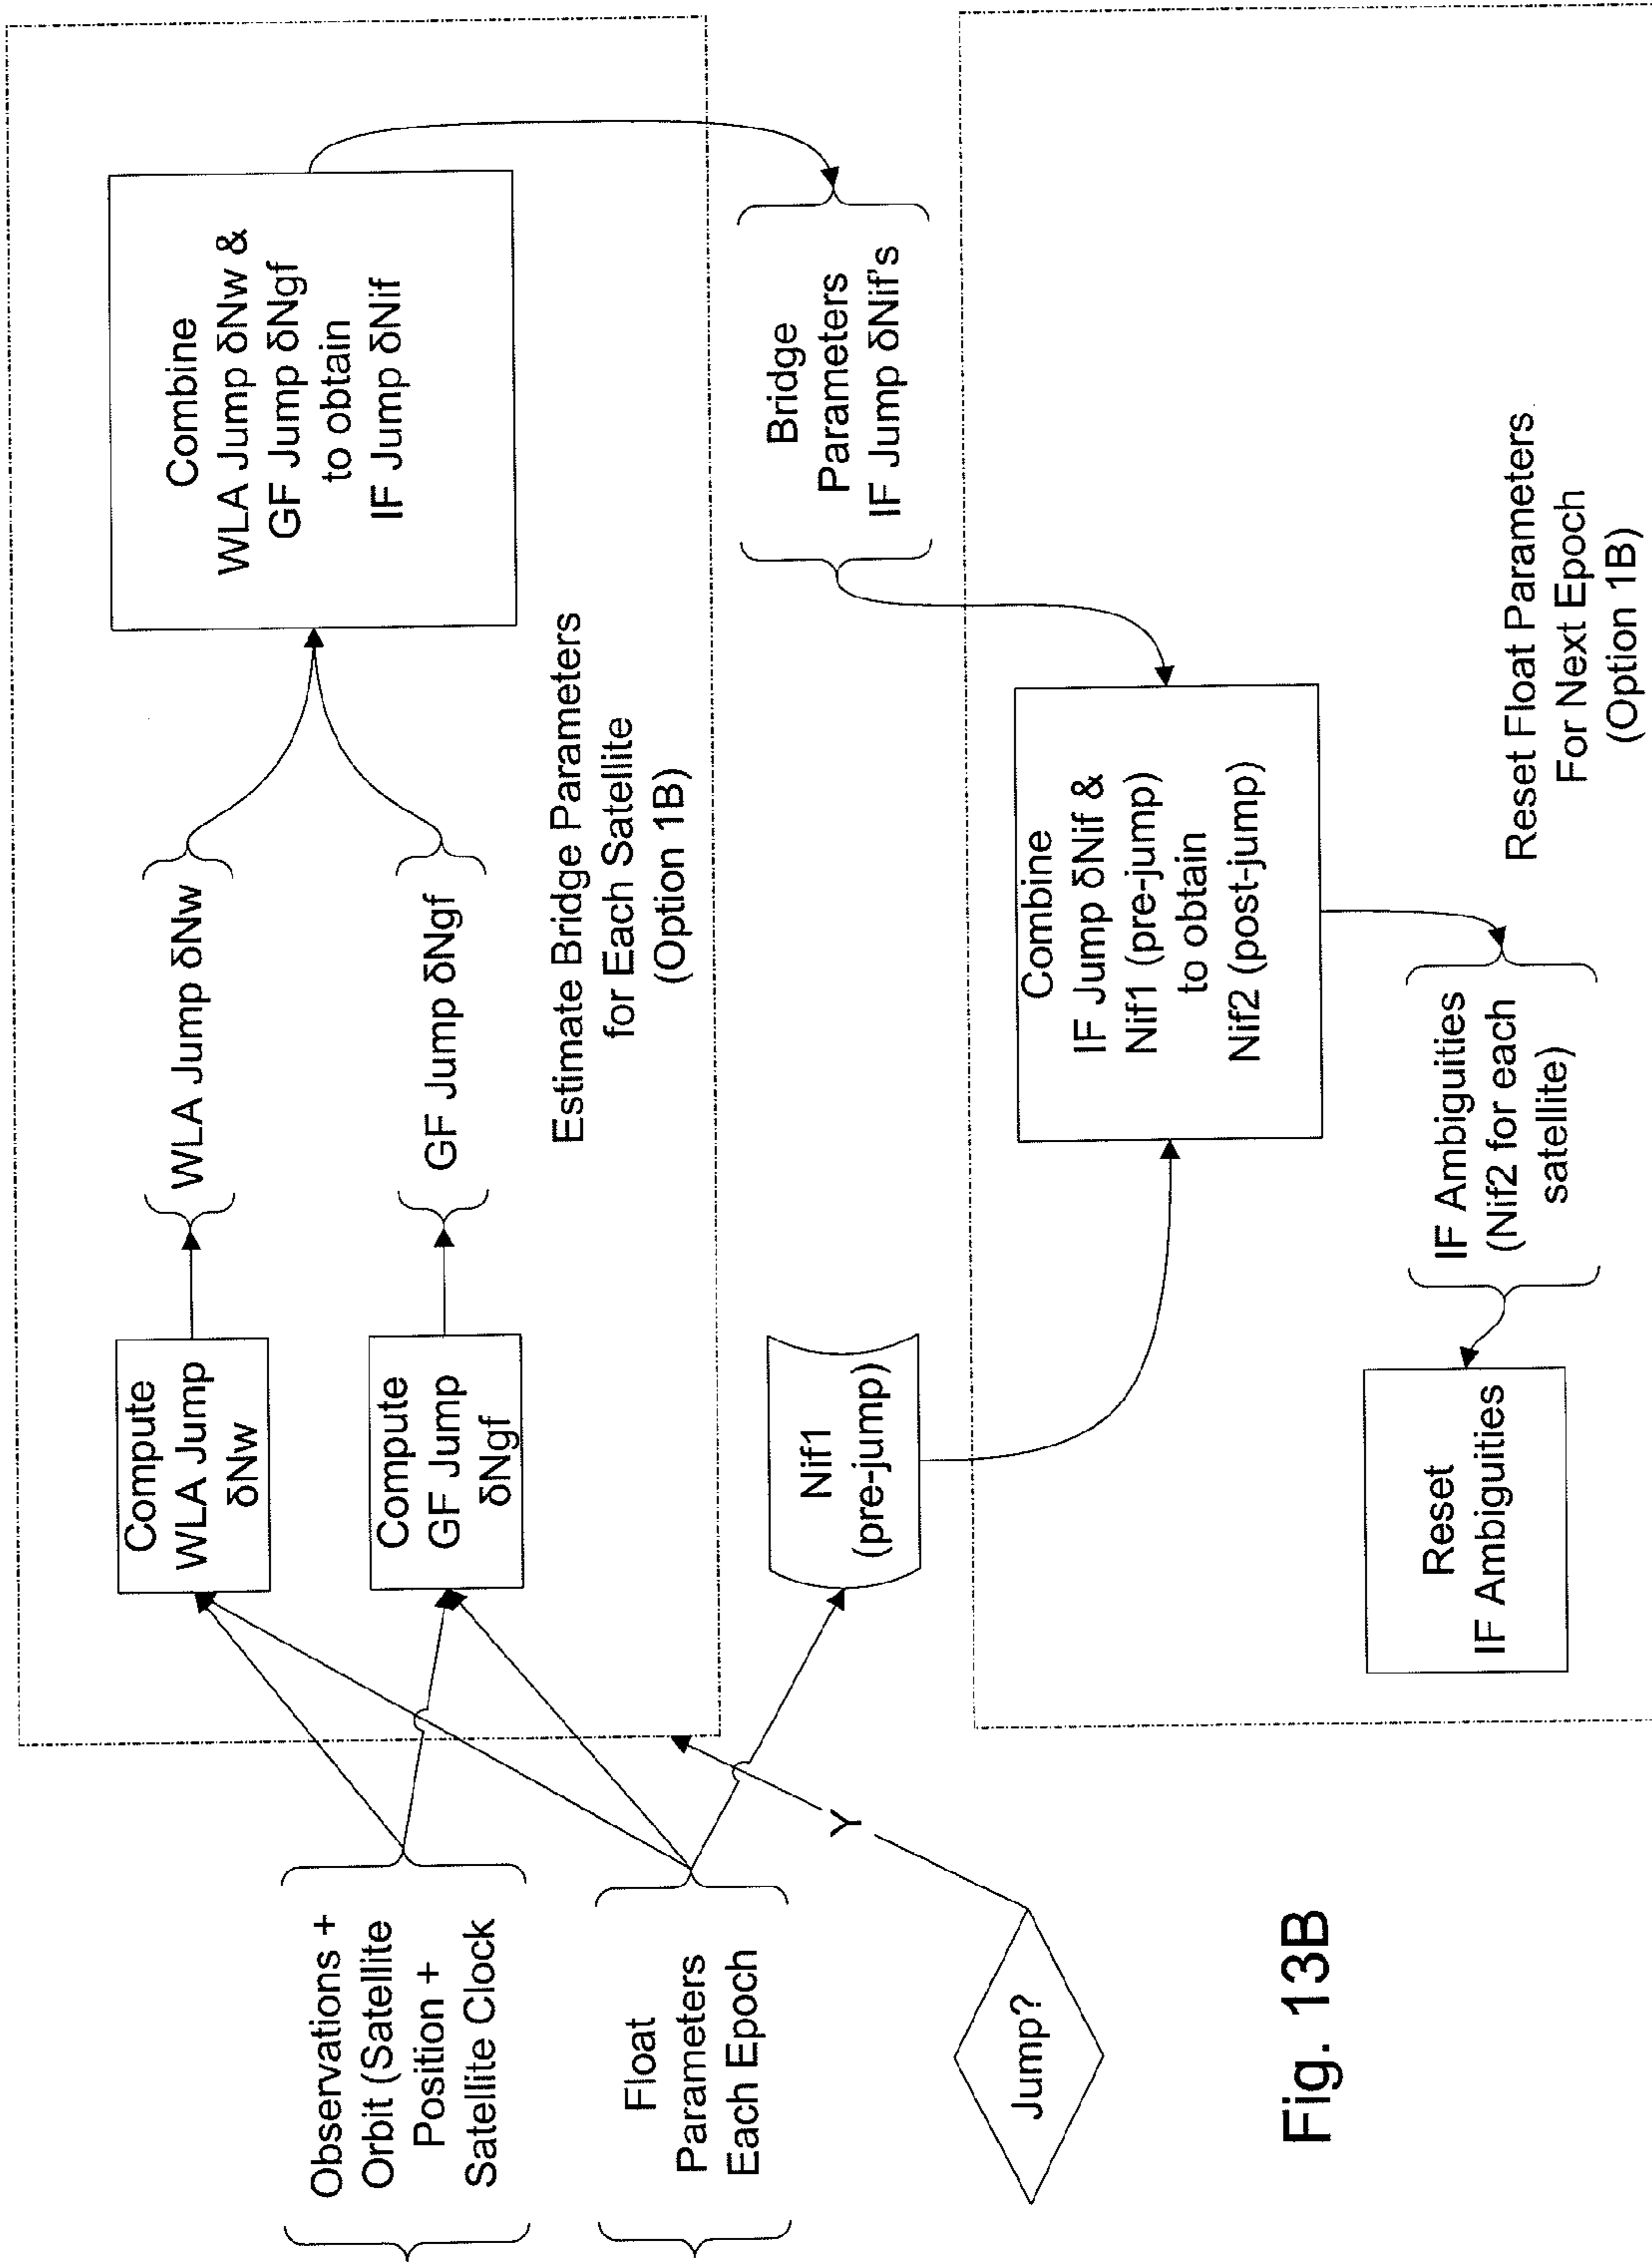 Observations +
Orbit (Satellite
Position +
Satellite Clock
Float
Parameters
Each Epoch
Jump?
Y
Compute
WLA Jump
δNw
WLA Jump δNw
Compute
GF Jump
δNgf
GF Jump δNgf
Combine
WLA Jump δNw &
GF Jump δNgf
to obtain
IF Jump δNif
Estimate Bridge Parameters
for Each Satellite
(Option 1B)
Nif1
(pre-jump)
Bridge
Parameters
IF Jump δNif's
Combine
IF Jump δNif &
Nif1 (pre-jump)
to obtain
Nif2 (post-jump)
Reset
IF Ambiguities
IF Ambiguities
(Nif2 for each
satellite)
Reset Float Parameters
For Next Epoch
(Option 1B)
Fig. 13B